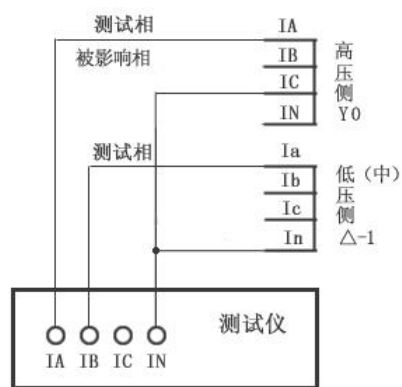 测试相 IA
被影响相 IB
IC
IN
高
压
侧
Y0
测试相 Ia
Ib
Ic
In
低（中）
压
侧
△-1
测试仪
IA IB IC IN